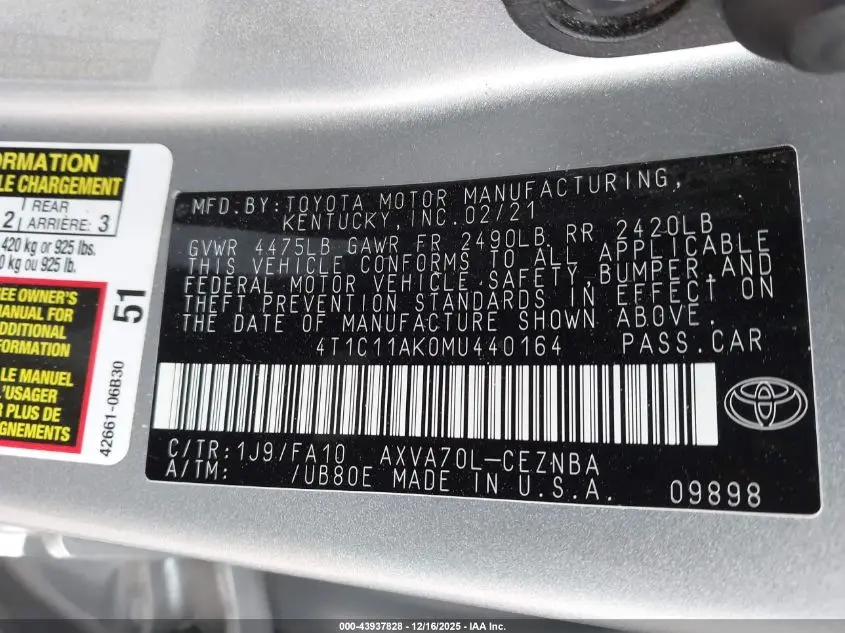 ORMATION
LE CHARGEMENT
2 REAR ARRIÈRE 3
420 kg or 925 lbs.
0 kg ou 925 lb.
EE OWNER'S
MANUAL FOR
ADDITIONAL
FORMATION
LE MANUEL
L'USAGER
R PLUS DE
IGNEMENTS
51
42661-06B30
MFD.BY:TOYOTA MOTOR MANUFACTURING,
KENTUCKY,INC.02/21
GVWR 4475LB GAWR FR 2490LB RR 2420LB
THIS VEHICLE CONFORMS TO ALL APPLICABLE
FEDERAL MOTOR VEHICLE SAFETY,BUMPER,AND
THEFT PREVENTION STANDARDS IN EFFECT ON
THE DATE OF MANUFACTURE SHOWN ABOVE.
4T1C11AK0MU440164 PASS.CAR
C/TR:1J9/FA10 AXVA70L-CEZNBA
A/TM: /UB80E MADE IN U.S.A. 09898
000-43937828 - 12/16/2025 - IAA Inc.